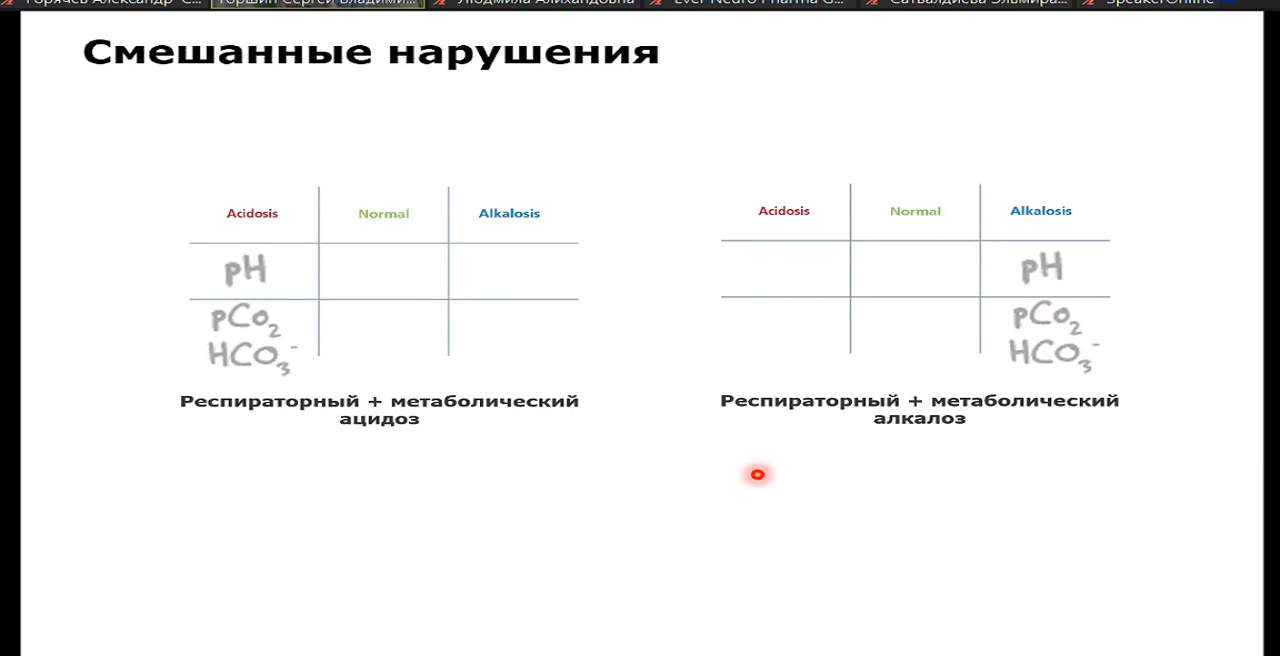 Смешанные нарушения
Acidosis Normal Alkalosis
pH
pCo2
HCO3-
Респираторный + метаболический
ацидоз
Acidosis Normal Alkalosis
pH
pCo2
HCO3-
Респираторный + метаболический
алкалоз